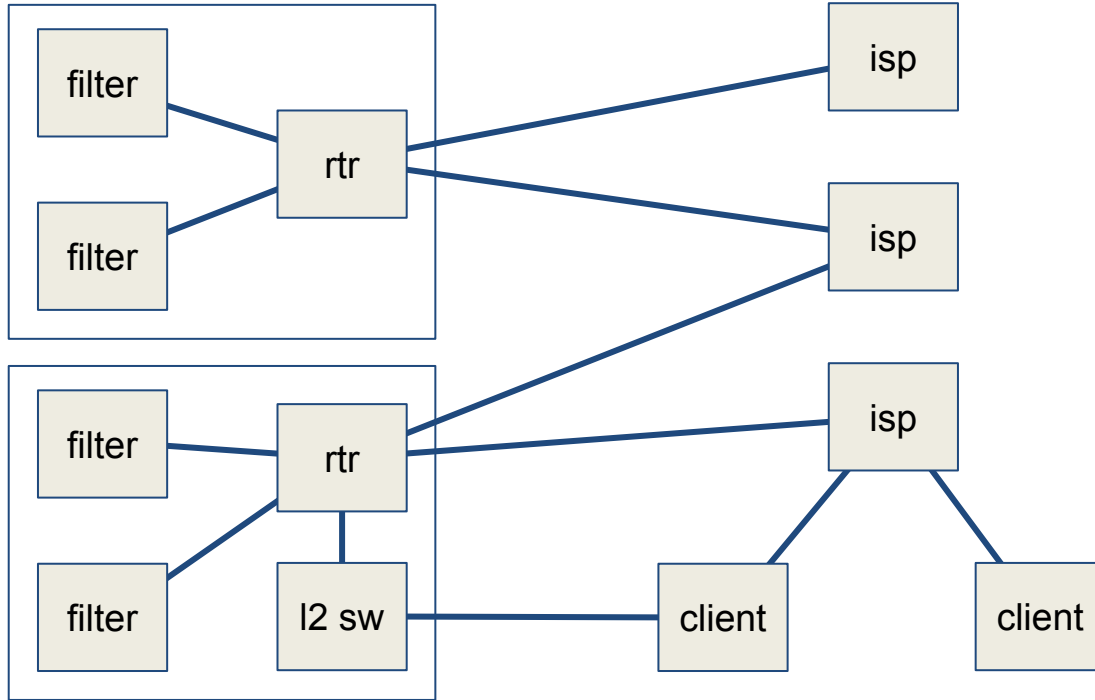 filter
rtr
filter
isp
isp
filter
rtr
filter
l2 sw
isp
client
client